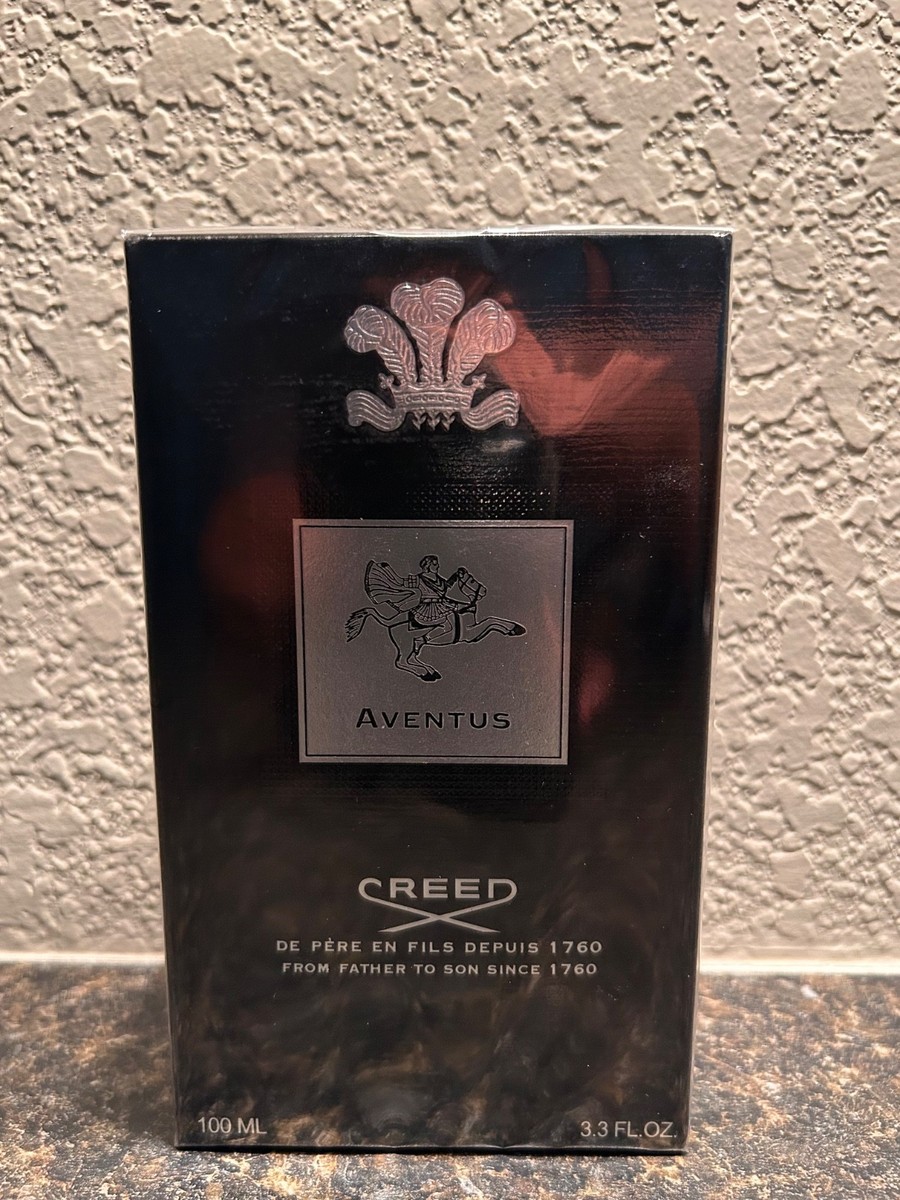 AVENTUS
CREED
DE PÈRE EN FILS DEPUIS 1760
FROM FATHER TO SON SINCE 1760
100 ML
3.3 FL.OZ.